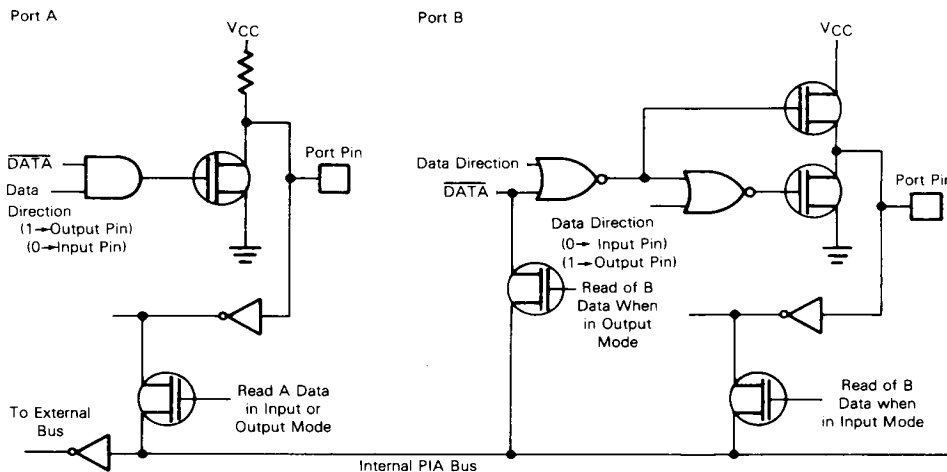 Port A
VCC
DATA
Data
Direction
(1→Output Pin)
(0→Input Pin)
Port Pin
Read A Data
in Input or
Output Mode
To External
Bus
Internal PIA Bus
Port B
VCC
Data Direction
DATA
Data Direction
(0→ Input Pin)
(1→Output Pin)
Port Pin
Read of B
Data When
in Output
Mode
Read of B
Data when
in Input Mode